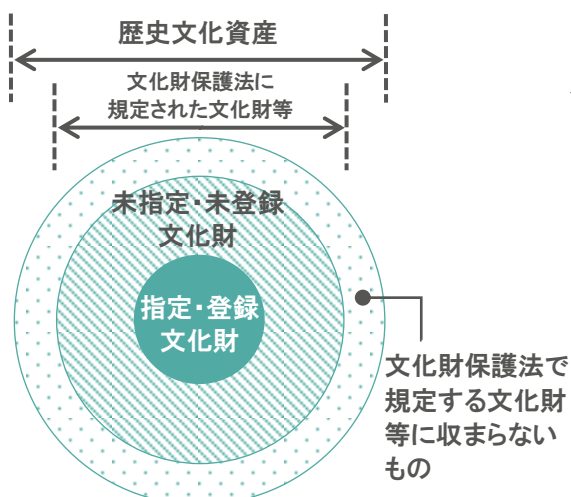 歴史文化資産
文化財保護法に
規定された文化財等
未指定・未登録
文化財
指定・登録
文化財
文化財保護法で
規定する文化財
等に収まらない
もの